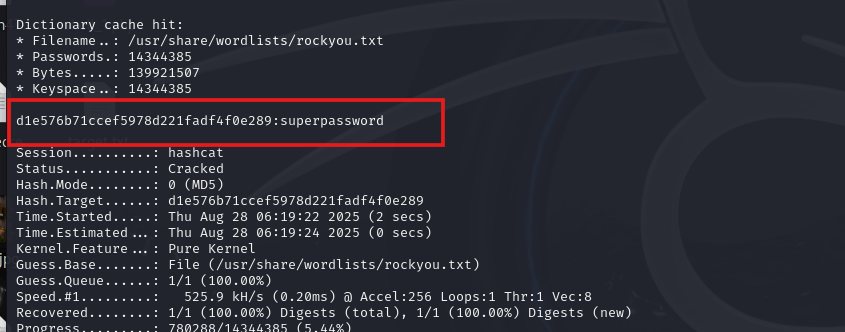 Dictionary cache hit:
* Filename..: /usr/share/wordlists/rockyou.txt
* Passwords.: 14344385
* Bytes.....: 139921507
* Keyspace..: 14344385
d1e576b71ccef5978d221fadf4f0e289:superpassword
Session..........: hashcat
Status...........: Cracked
Hash.Mode........: 0 (MD5)
Hash.Target......: d1e576b71ccef5978d221fadf4f0e289
Time.Started.....: Thu Aug 28 06:19:22 2025 (2 secs)
Time.Estimated...: Thu Aug 28 06:19:24 2025 (0 secs)
Kernel.Feature...: Pure Kernel
Guess.Base.......: File (/usr/share/wordlists/rockyou.txt)
Guess.Queue......: 1/1 (100.00%)
Speed.#1.........:   525.9 kH/s (0.20ms) @ Accel:256 Loops:1 Thr:1 Vec:8
Recovered........: 1/1 (100.00%) Digests (total), 1/1 (100.00%) Digests (new)
Progress.........: 780288/14344385 (5.44%)